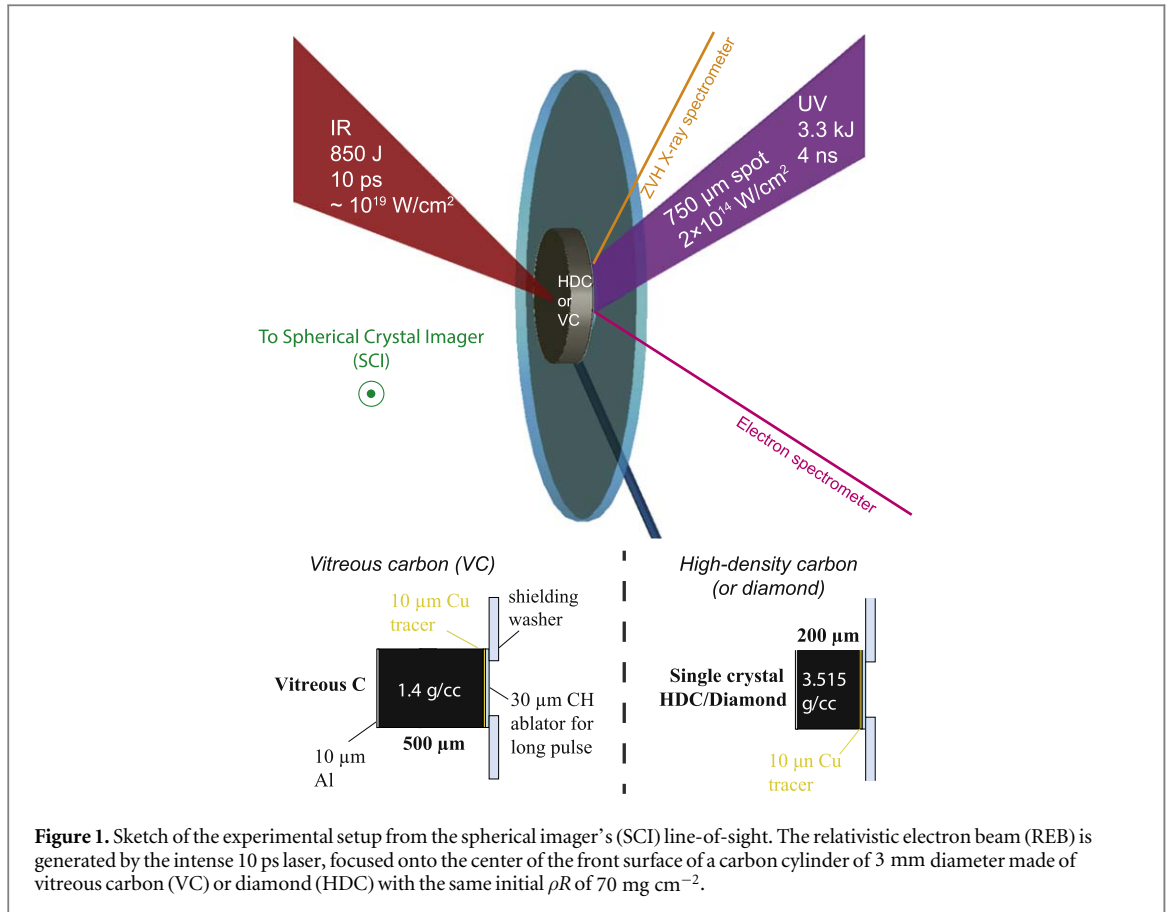 IR
850 J
10 ps
~ 10¹⁹ W/cm²
ZVH X-ray spectrometer
UV
3.3 kJ
4 ns
750 µm spot
2×10¹⁴ W/cm²
HDC
or
VC
To Spherical Crystal Imager
(SCI)
Electron spectrometer
Vitreous carbon (VC)
10 µm Cu
tracer
shielding
washer
Vitreous C
1.4 g/cc
30 µm CH
ablator for
long pulse
500 µm
10 µm
Al
High-density carbon
(or diamond)
200 µm
Single crystal
HDC/Diamond
3.515
g/cc
10 µn Cu
tracer
Figure 1. Sketch of the experimental setup from the spherical imager’s (SCI) line-of-sight. The relativistic electron beam (REB) is
generated by the intense 10 ps laser, focused onto the center of the front surface of a carbon cylinder of 3 mm diameter made of
vitreous carbon (VC) or diamond (HDC) with the same initial ρR of 70 mg cm⁻².